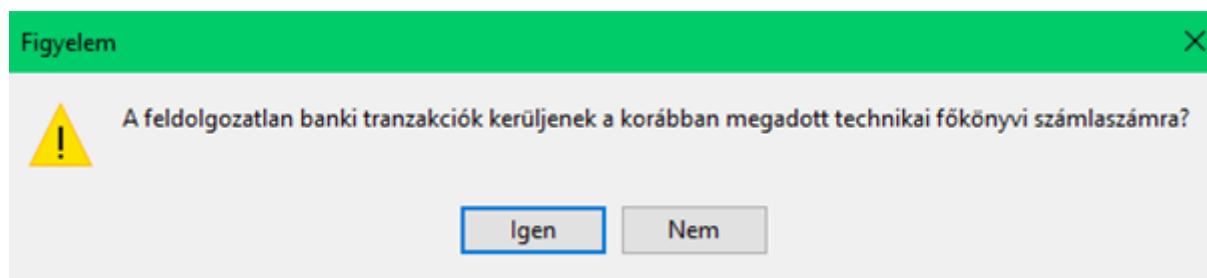 Figyelem
A feldolgozatlan banki tranzakciók kerüljenek a korábban megadott technikai főkönyvi számlaszámra?
Igen Nem